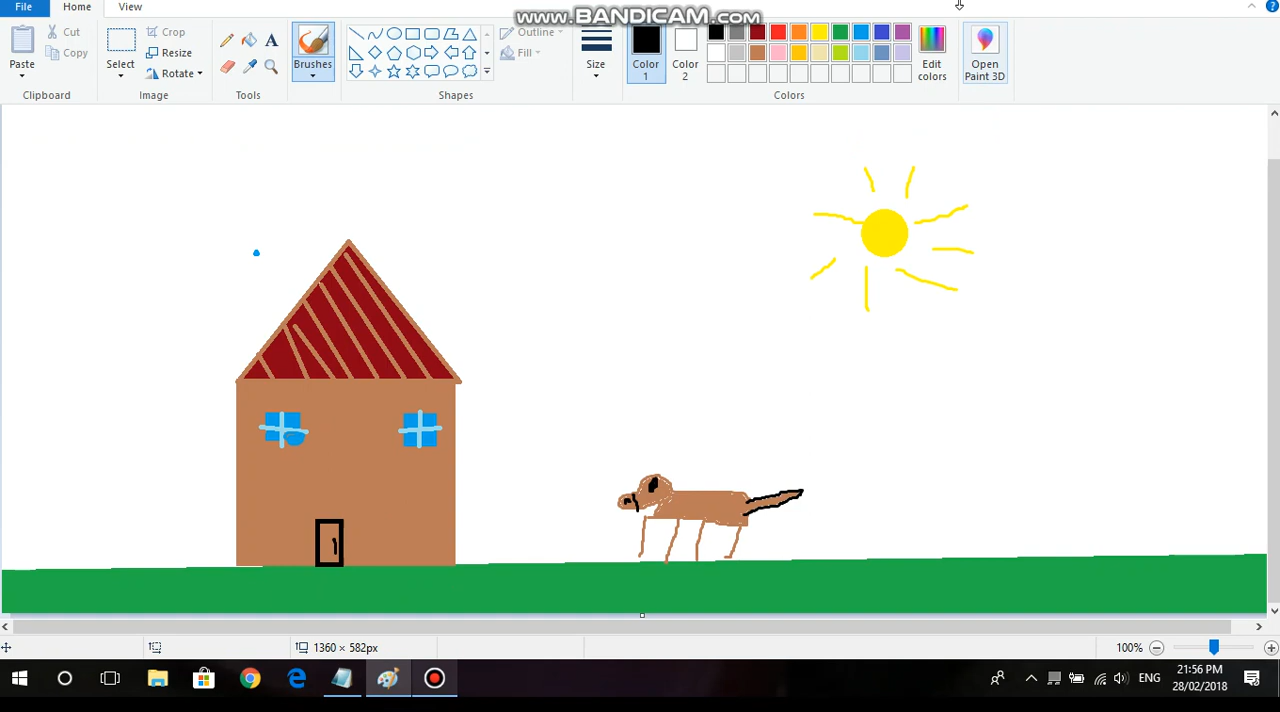 File Home View
www.BANDICAM.com
Paste
Cut
Copy
Clipboard
Select
Crop
Resize
Rotate
Image
Tools
Brushes
Shapes
Outline
Fill
Size
Color 1
Color 2
Colors
Edit colors
Open Paint 3D
1360 × 582px
100%
ENG
21:56 PM
28/02/2018